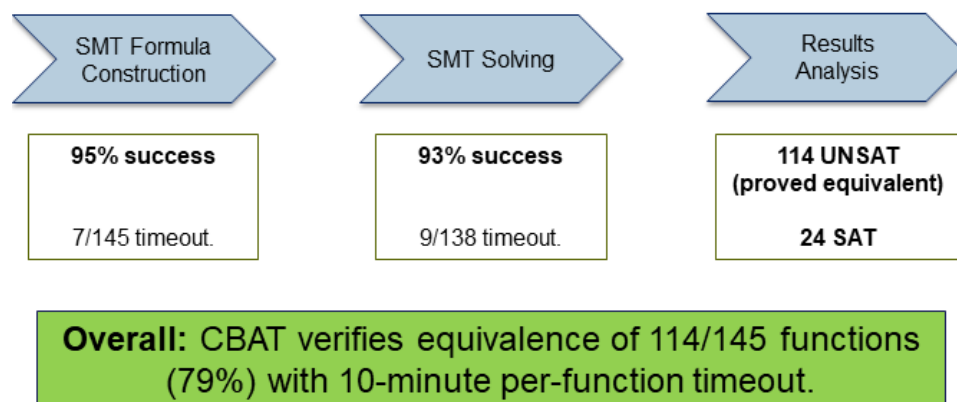 SMT Formula
Construction
SMT Solving
Results
Analysis
95% success
7/145 timeout.
93% success
9/138 timeout.
114 UNSAT
(proved equivalent)
24 SAT
Overall: CBAT verifies equivalence of 114/145 functions
(79%) with 10-minute per-function timeout.